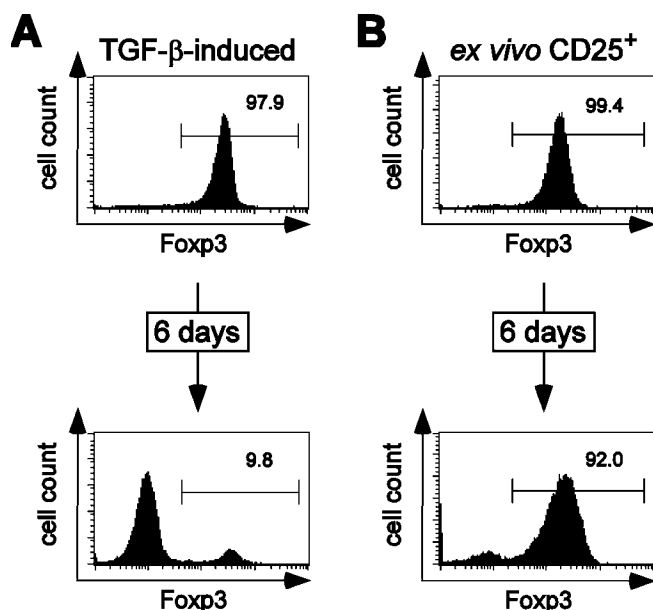 A
TGF-β-induced
97.9
cell count
Foxp3
6 days
9.8
cell count
Foxp3
B
ex vivo CD25+
99.4
cell count
Foxp3
6 days
92.0
cell count
Foxp3